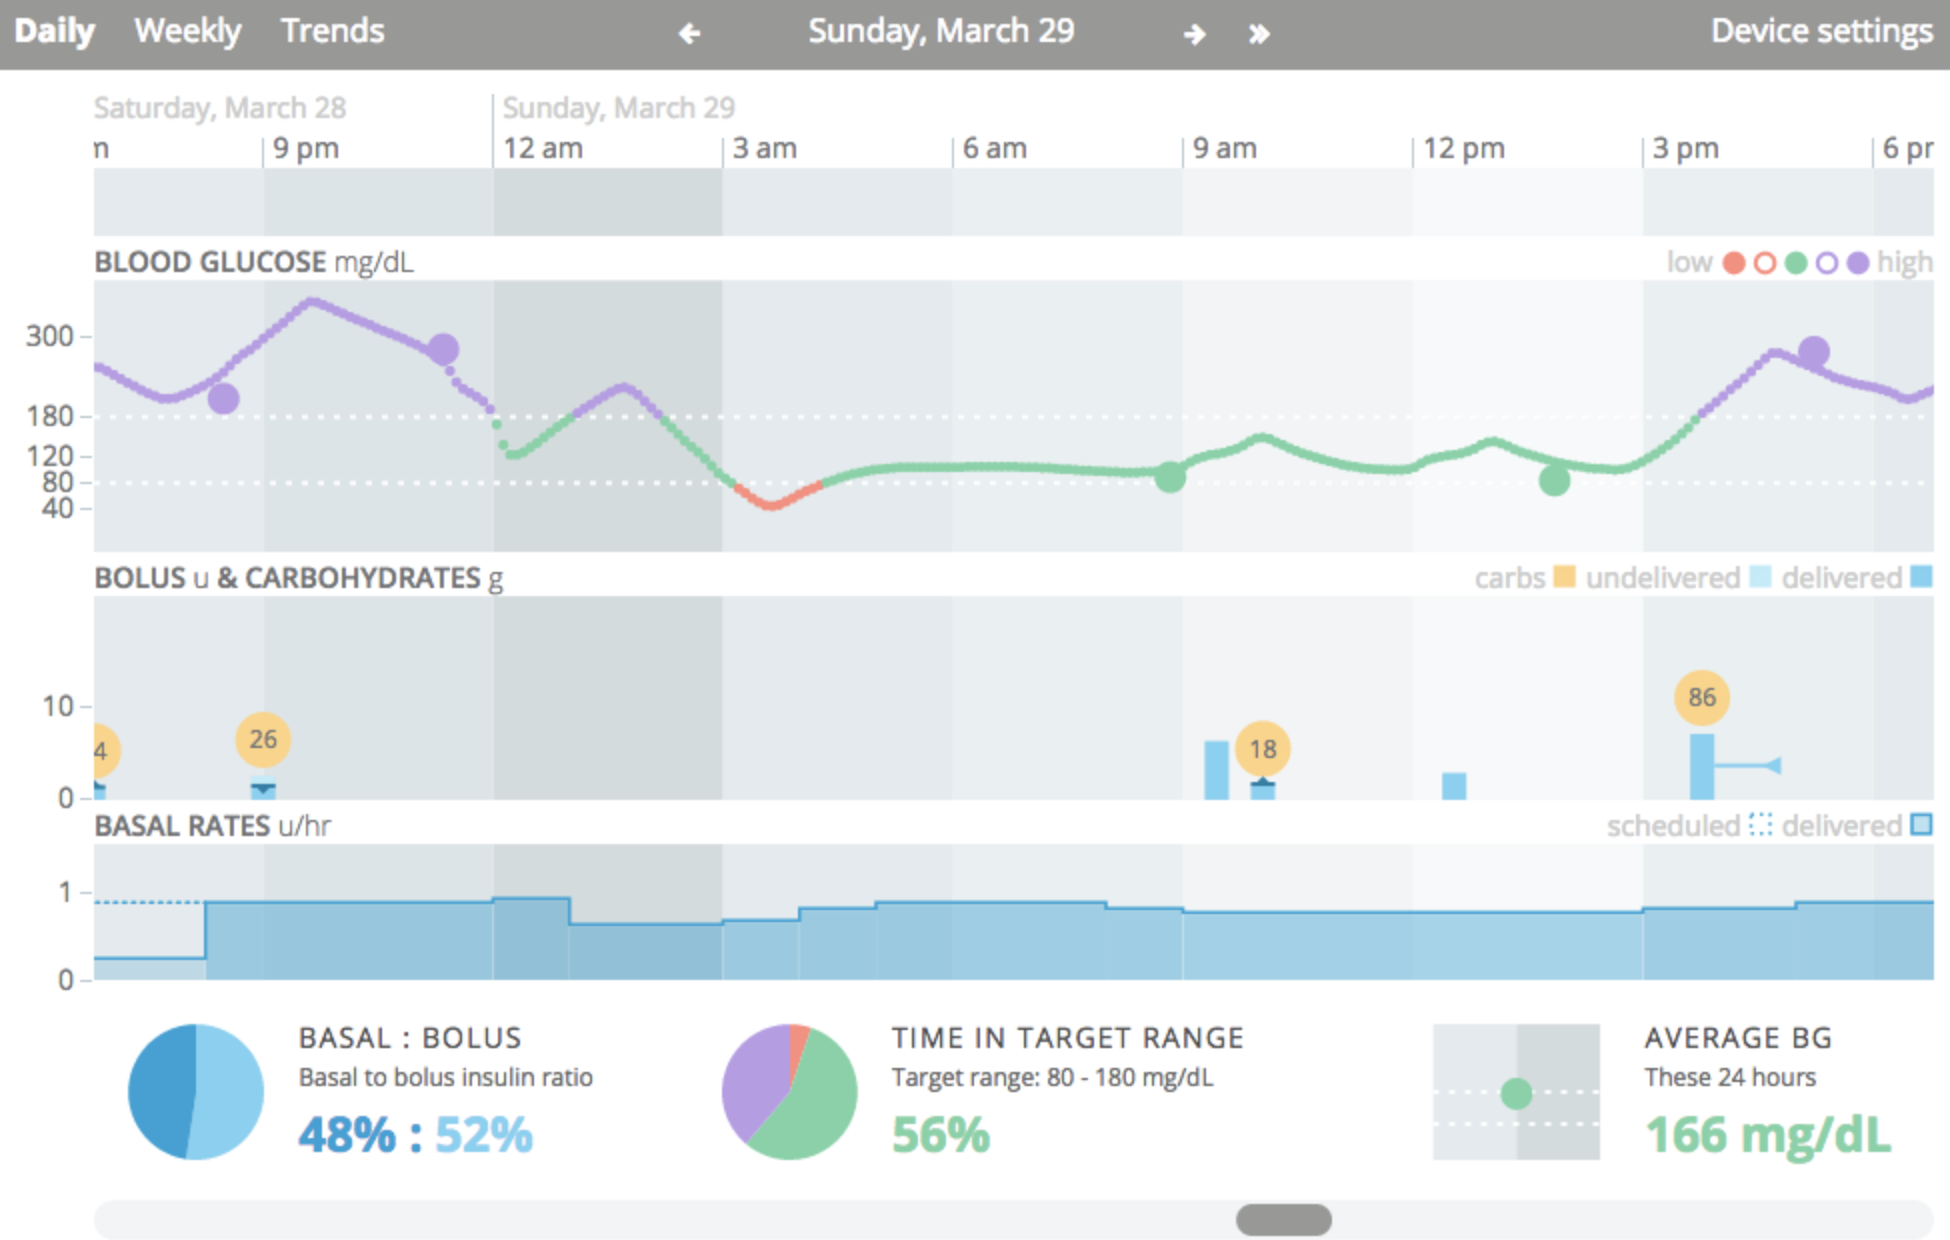 Daily Weekly Trends Sunday, March 29 Device settings
Saturday, March 28 Sunday, March 29
9 pm 12 am 3 am 6 am 9 am 12 pm 3 pm 6 pr
BLOOD GLUCOSE mg/dL low high
300
180
120
80
40
BOLUS u & CARBOHYDRATES g carbs undelivered delivered
10
0
4 26 18 86
BASAL RATES u/hr scheduled delivered
1
0
BASAL : BOLUS
Basal to bolus insulin ratio
48% : 52%
TIME IN TARGET RANGE
Target range: 80 - 180 mg/dL
56%
AVERAGE BG
These 24 hours
166 mg/dL